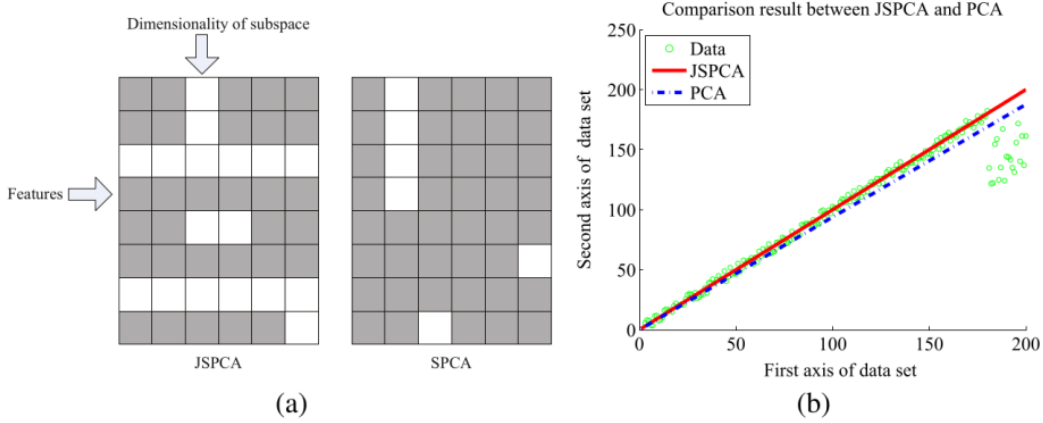 Dimensionality of subspace
Features
JSPCA
SPCA
(a)
Comparison result between JSPCA and PCA
Data
JSPCA
PCA
Second axis of data set
250
200
150
100
50
0
0 50 100 150 200
First axis of data set
(b)